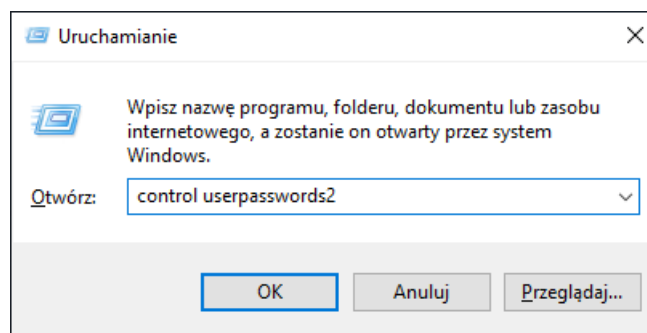 Uruchamianie
Wpisz nazwę programu, folderu, dokumentu lub zasobu
internetowego, a zostanie on otwarty przez system
Windows.
Otwórz: control userpasswords2
OK Anuluj Przeglądaj...